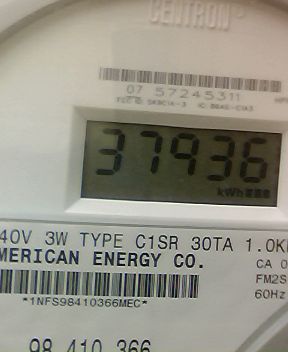 CENTRON®
07 57245311
37936
kWh
40V 3W TYPE C1SR 30TA 1.0K
MERICAN ENERGY CO.
CA 0
FM2S
60Hz
*1NFS98410366MEC*
98 410 366